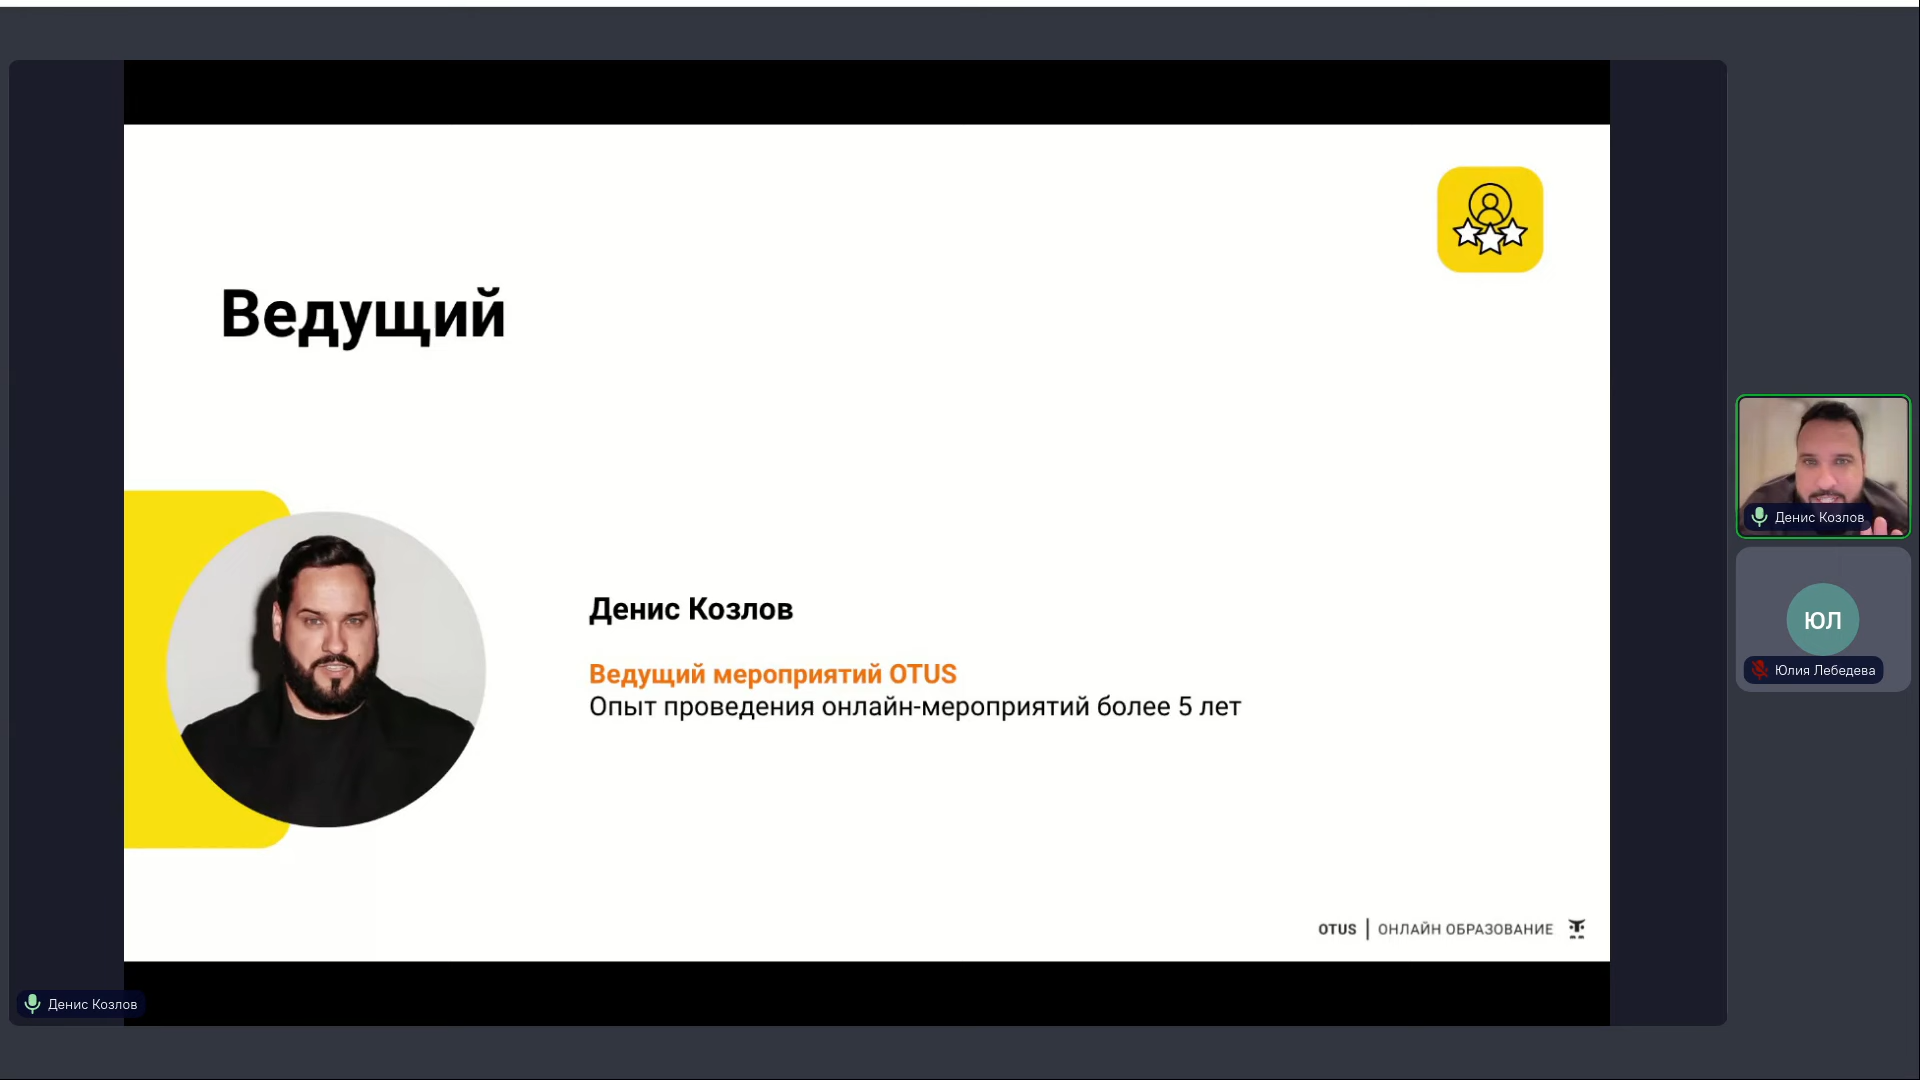 Ведущий
Денис Козлов
Ведущий мероприятий OTUS
Опыт проведения онлайн-мероприятий более 5 лет
OTUS | ОНЛАЙН ОБРАЗОВАНИЕ
Денис Козлов
Денис Козлов
ЮЛ
Юлия Лебедева